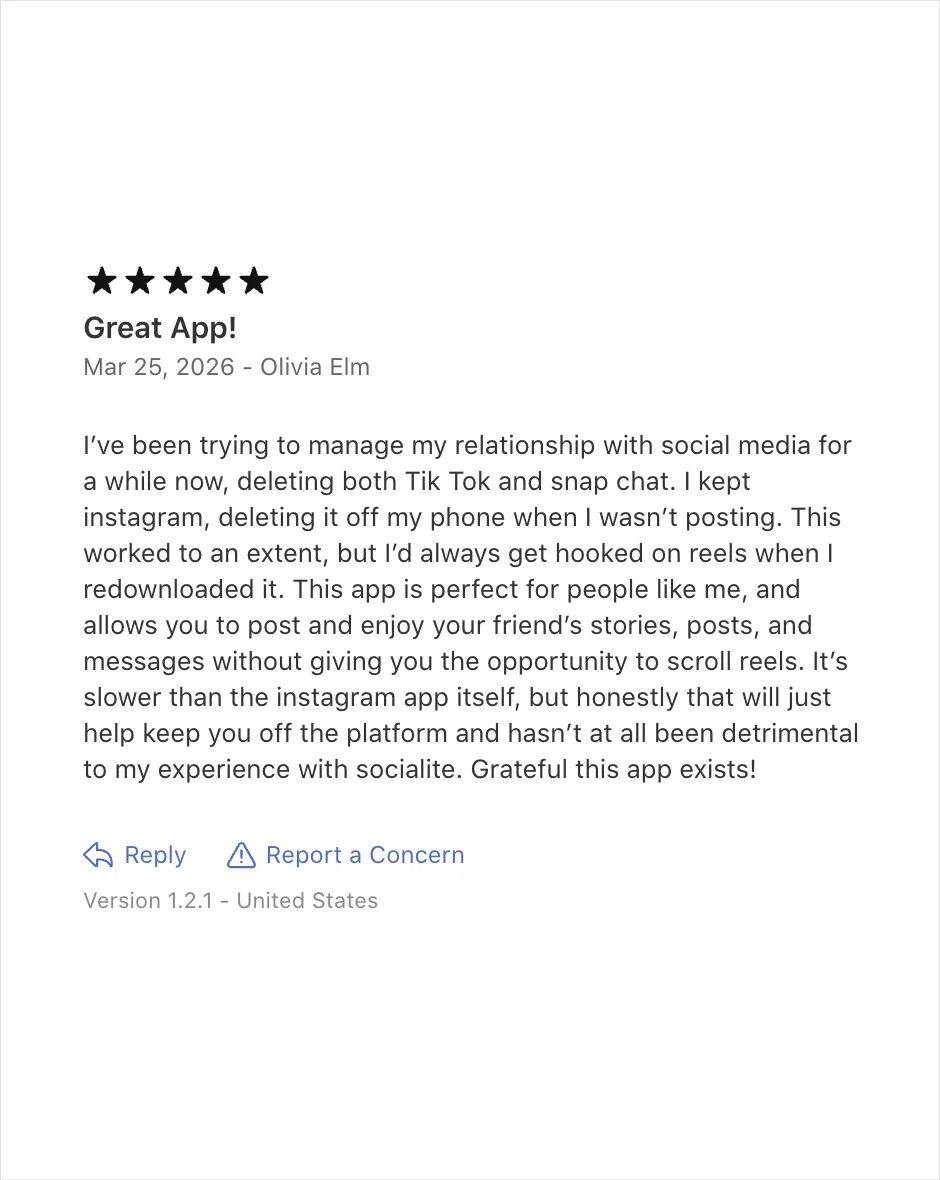 ★★★★★
Great App!
Mar 25, 2026 - Olivia Elm
I’ve been trying to manage my relationship with social media for
a while now, deleting both Tik Tok and snap chat. I kept
instagram, deleting it off my phone when I wasn’t posting. This
worked to an extent, but I’d always get hooked on reels when I
redownloaded it. This app is perfect for people like me, and
allows you to post and enjoy your friend’s stories, posts, and
messages without giving you the opportunity to scroll reels. It’s
slower than the instagram app itself, but honestly that will just
help keep you off the platform and hasn’t at all been detrimental
to my experience with socialite. Grateful this app exists!
Reply Report a Concern
Version 1.2.1 - United States